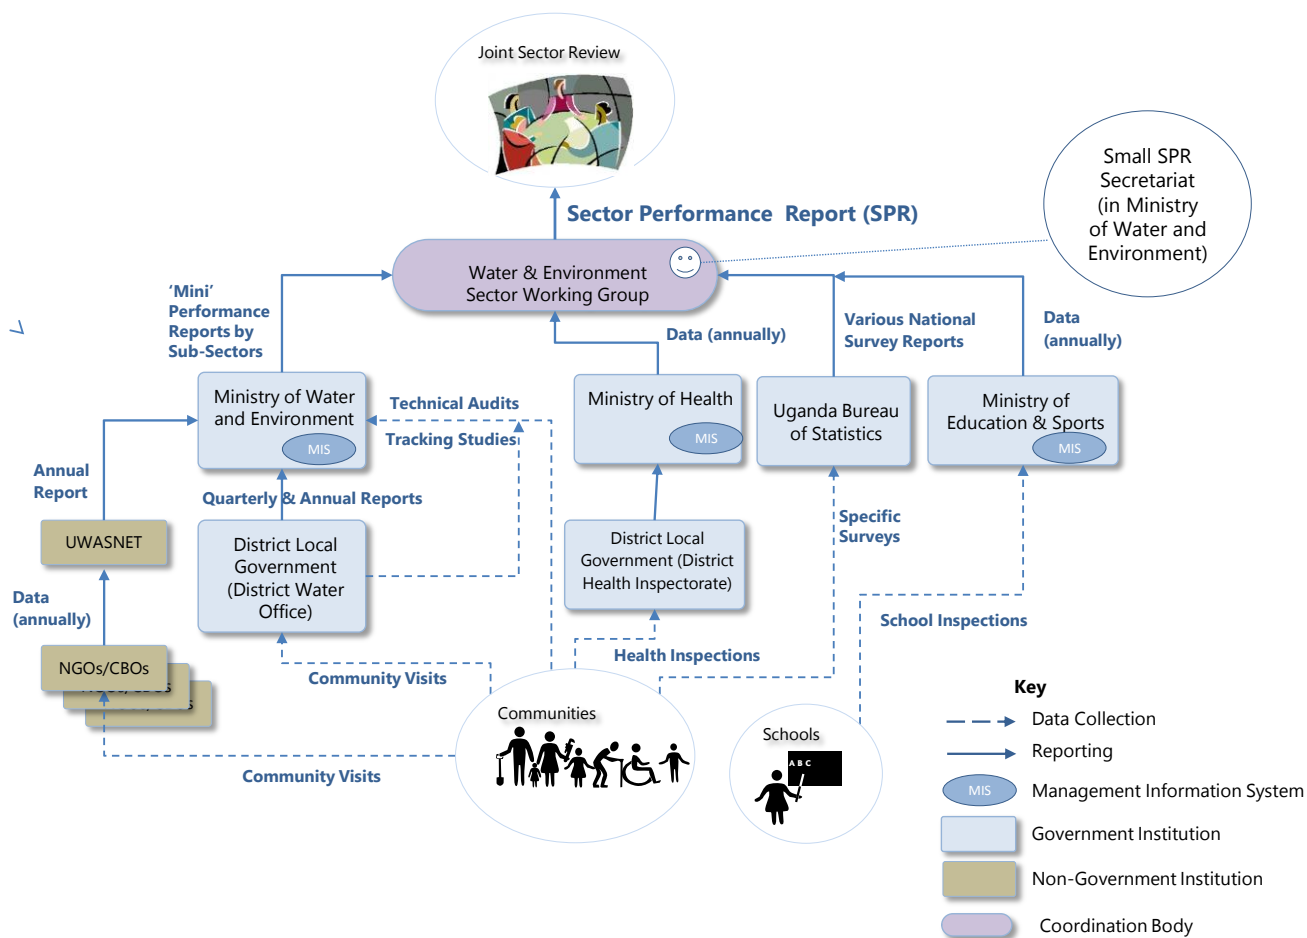 Joint Sector Review
Small SPR
Secretariat
(in Ministry
of Water and
Environment)
Sector Performance Report (SPR)
Water & Environment
Sector Working Group
'Mini'
Performance
Reports by
Sub-Sectors
Data (annually)
Various National
Survey Reports
Data
(annually)
Ministry of Water
and Environment
MIS
Technical Audits
Tracking Studies
Ministry of Health
MIS
Uganda Bureau
of Statistics
Ministry of
Education & Sports
MIS
Annual
Report
Quarterly & Annual Reports
UWASNET
District Local
Government
(District Water
Office)
District Local
Government (District
Health Inspectorate)
Specific
Surveys
Data
(annually)
School Inspections
NGOs/CBOs
NGOs/CBOs
Community Visits
Health Inspections
Communities
Schools
A B C
Community Visits
Key
Data Collection
Reporting
MIS
Management Information System
Government Institution
Non-Government Institution
Coordination Body